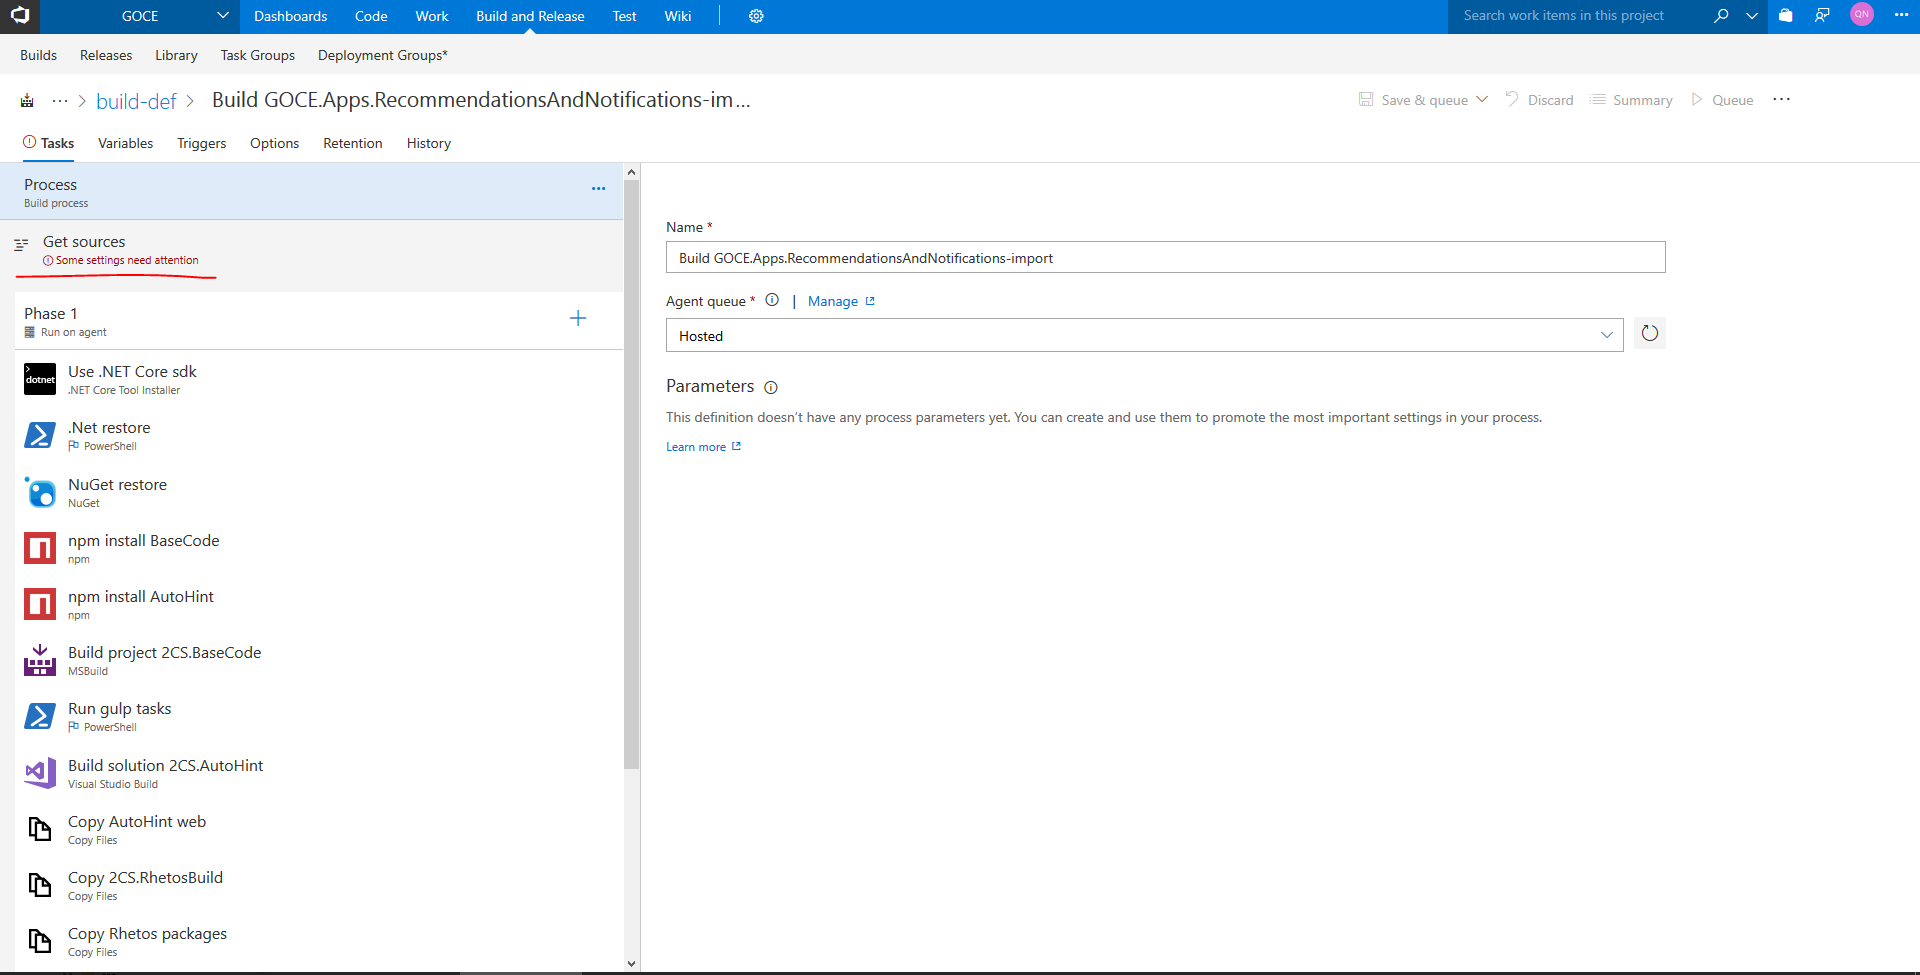 GOCE Dashboards Code Work Build and Release Test Wiki Search work items in this project QN
Builds Releases Library Task Groups Deployment Groups*
build-def Build GOCE.Apps.RecommendationsAndNotifications-im... Save & queue Discard Summary Queue
Tasks Variables Triggers Options Retention History
Process
Build process
Get sources
Some settings need attention
Phase 1
Run on agent
dotnet
Use .NET Core sdk
.NET Core Tool Installer
.Net restore
PowerShell
NuGet restore
NuGet
npm install BaseCode
npm
npm install AutoHint
npm
Build project 2CS.BaseCode
MSBuild
Run gulp tasks
PowerShell
Build solution 2CS.AutoHint
Visual Studio Build
Copy AutoHint web
Copy Files
Copy 2CS.RhetosBuild
Copy Files
Copy Rhetos packages
Copy Files
Name *
Build GOCE.Apps.RecommendationsAndNotifications-import
Agent queue * | Manage
Hosted
Parameters
This definition doesn't have any process parameters yet. You can create and use them to promote the most important settings in your process.
Learn more